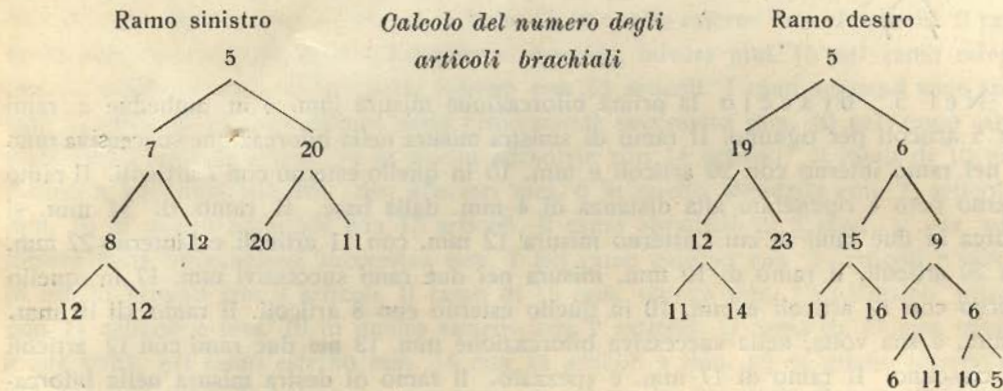 Ramo sinistro Calcolo del numero degli Ramo destro
5 articoli brachiali 5
7 20 19 6
8 12 20 11 12 23 15 9
12 12 11 14 11 16 10 6
6 11 10 5